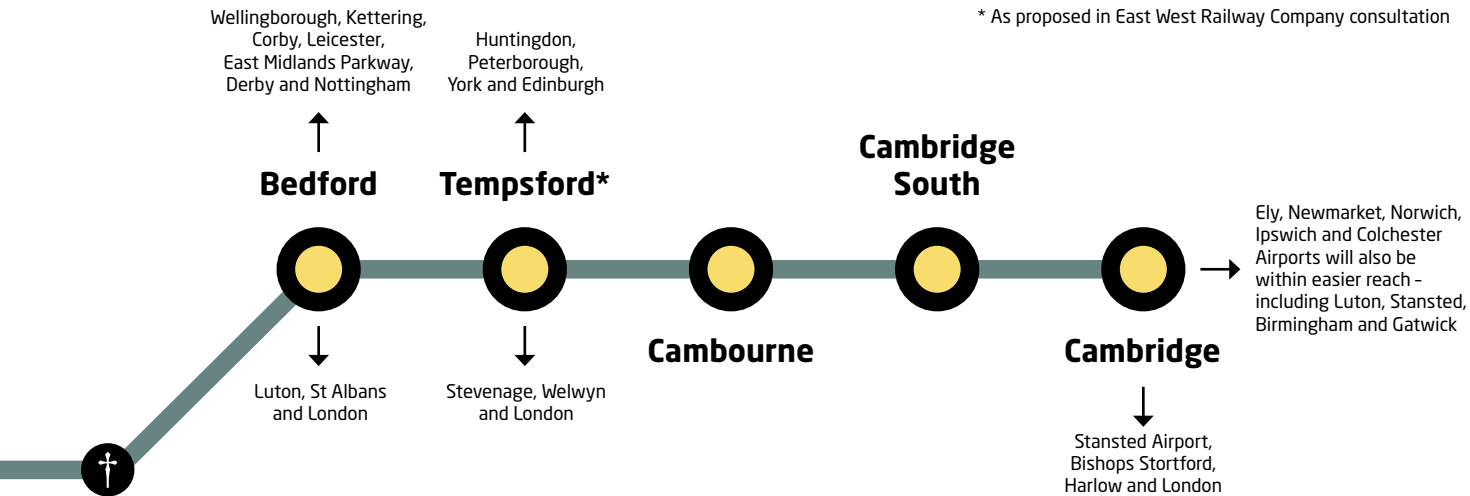 * As proposed in East West Railway Company consultation
Wellingborough, Kettering,
Corby, Leicester,
East Midlands Parkway,
Derby and Nottingham
Huntingdon,
Peterborough,
York and Edinburgh
Bedford
Tempsford*
Cambridge
South
Ely, Newmarket, Norwich,
Ipswich and Colchester
Airports will also be
within easier reach –
including Luton, Stansted,
Birmingham and Gatwick
Cambourne
Cambridge
Luton, St Albans
and London
Stevenage, Welwyn
and London
Stansted Airport,
Bishops Stortford,
Harlow and London
†